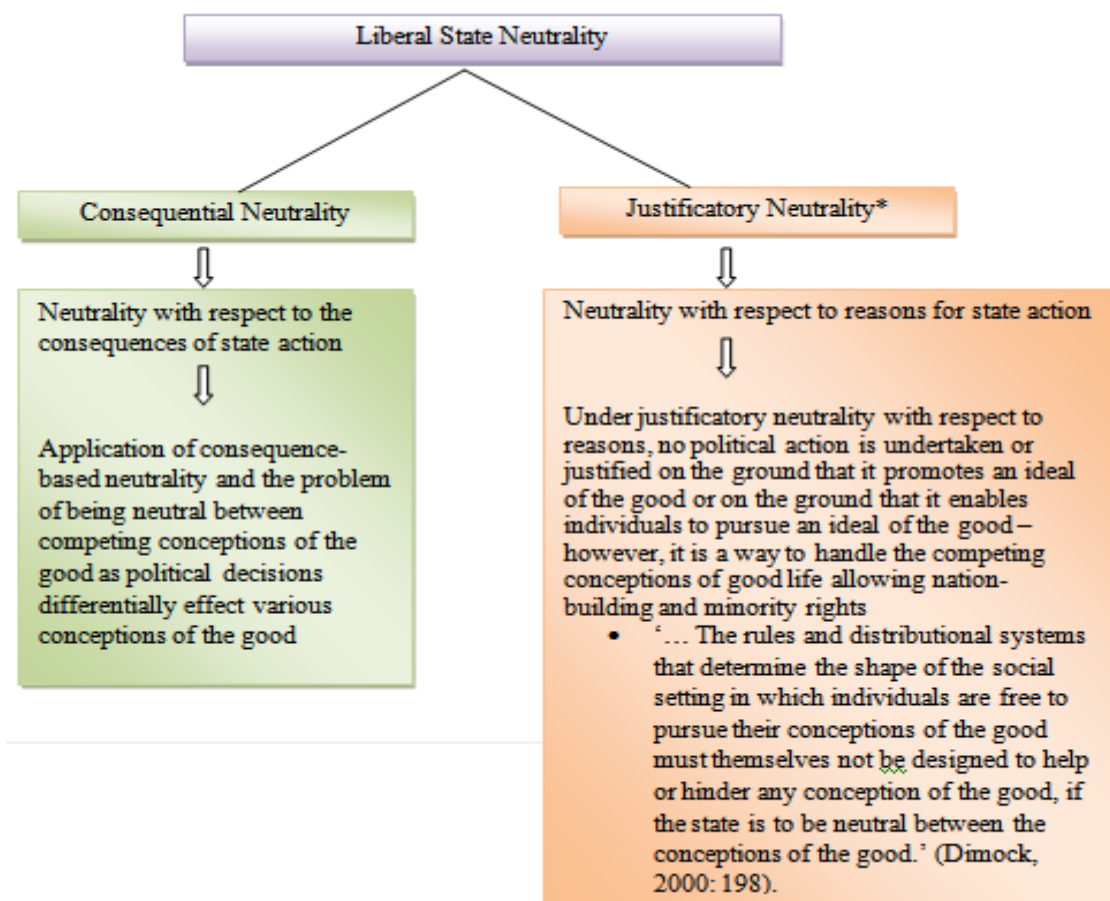 Liberal State Neutrality
Consequential Neutrality
Neutrality with respect to the
consequences of state action
Application of consequence-
based neutrality and the problem
of being neutral between
competing conceptions of the
good as political decisions
differentially effect various
conceptions of the good
Justificatory Neutrality*
Neutrality with respect to reasons for state action
Under justificatory neutrality with respect to
reasons, no political action is undertaken or
justified on the ground that it promotes an ideal
of the good or on the ground that it enables
individuals to pursue an ideal of the good –
however, it is a way to handle the competing
conceptions of good life allowing nation-
building and minority rights
• ‘… The rules and distributional systems
that determine the shape of the social
setting in which individuals are free to
pursue their conceptions of the good
must themselves not be designed to help
or hinder any conception of the good, if
the state is to be neutral between the
conceptions of the good.’ (Dimock,
2000: 198).